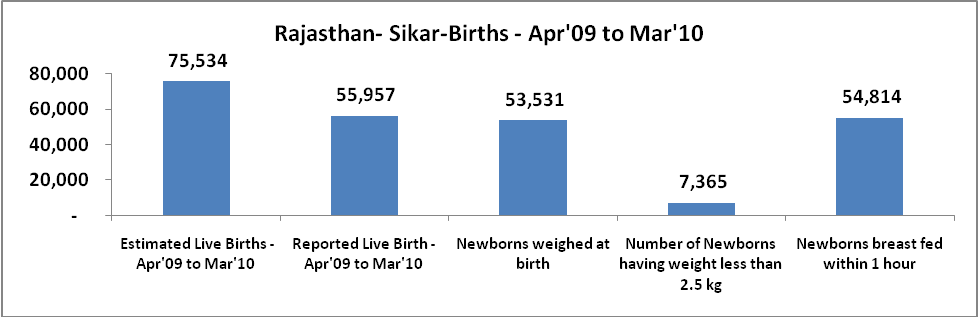 Rajasthan- Sikar-Births - Apr'09 to Mar'10
80,000
60,000
40,000
20,000
-
75,534
55,957
53,531
7,365
54,814
Estimated Live Births -
Apr'09 to Mar'10
Reported Live Birth -
Apr'09 to Mar'10
Newborns weighed at
birth
Number of Newborns
having weight less than
2.5 kg
Newborns breast fed
within 1 hour